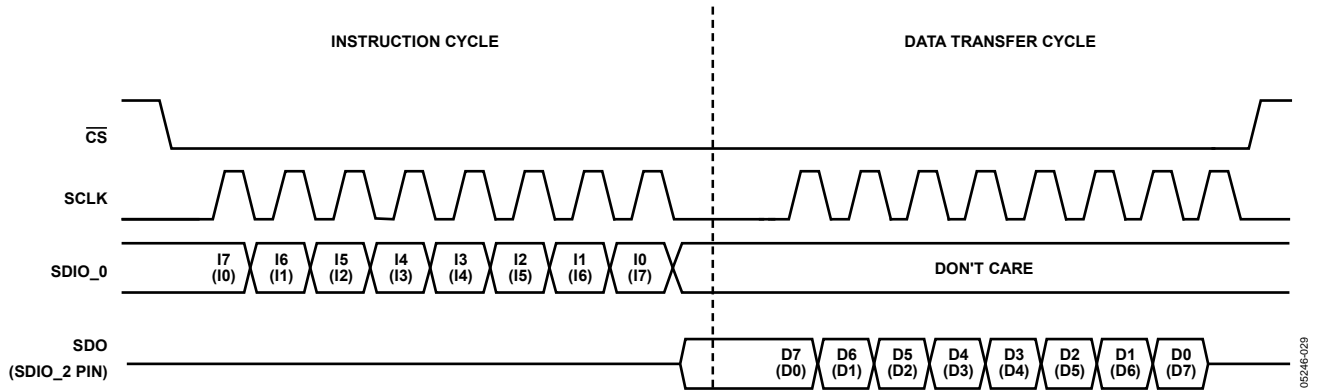 INSTRUCTION CYCLE
DATA TRANSFER CYCLE
CS
SCLK
SDIO_0
I7 I6 I5 I4 I3 I2 I1 I0
(I0) (I1) (I2) (I3) (I4) (I5) (I6) (I7)
DON'T CARE
SDO
(SDIO_2 PIN)
D7 D6 D5 D4 D3 D2 D1 D0
(D0) (D1) (D2) (D3) (D4) (D5) (D6) (D7)
05246-029